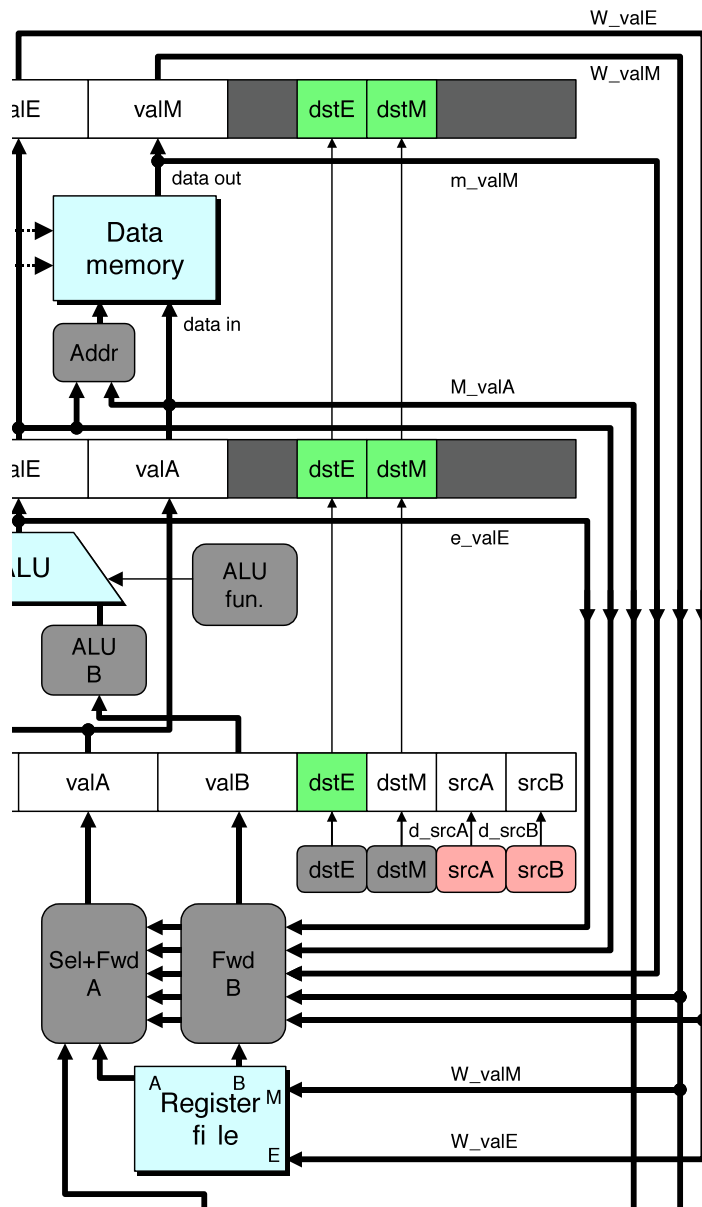 W_valE
W_valM
alE
valM
dstE
dstM
data out
m_valM
Data
memory
data in
Addr
M_valA
alE
valA
dstE
dstM
e_valE
LU
ALU
fun.
ALU
B
valA
valB
dstE
dstM
srcA
srcB
d_srcA
d_srcB
dstE
dstM
srcA
srcB
Sel+Fwd
A
Fwd
B
A
B
W_valM
M
Register
fi le
W_valE
E